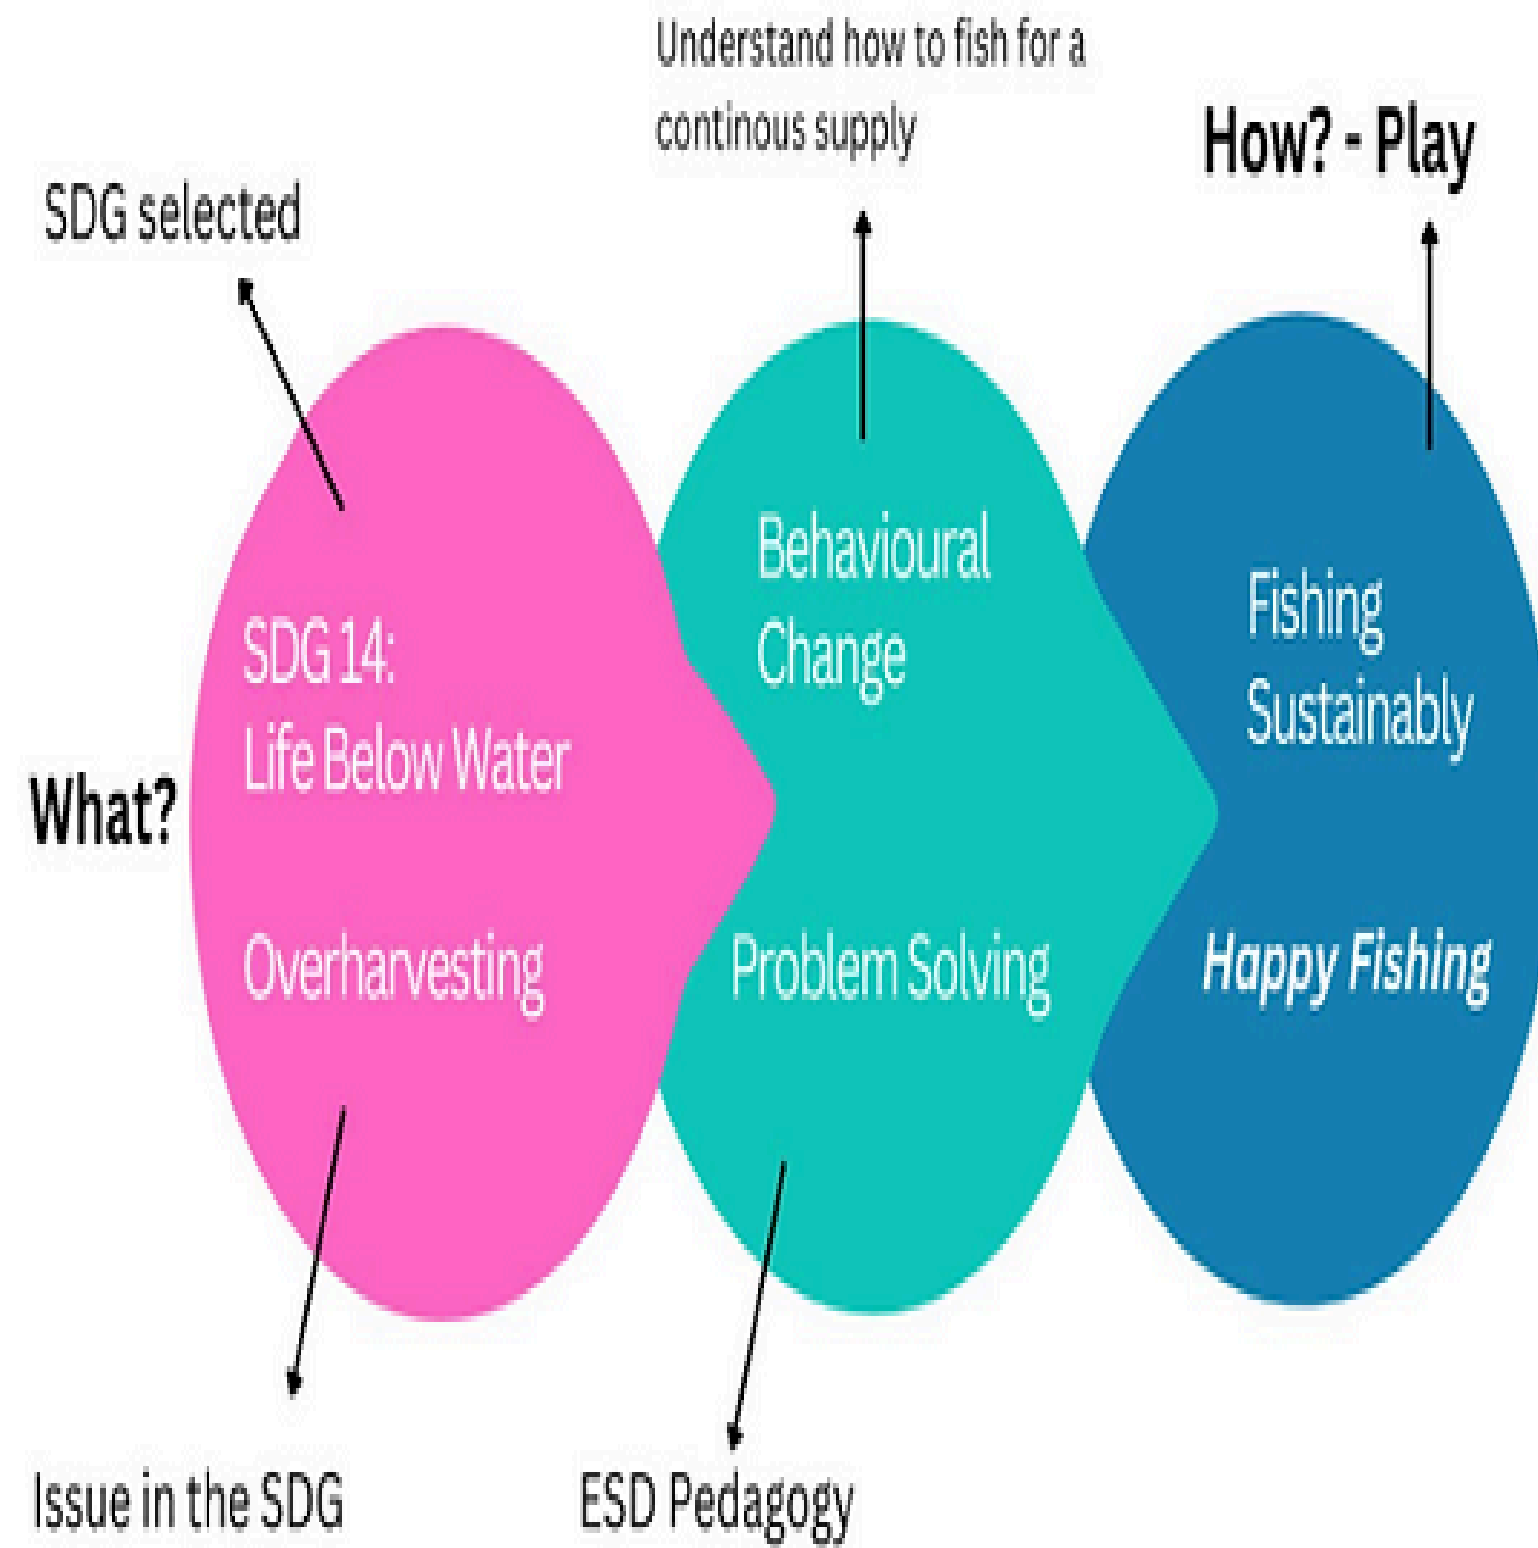 Understand how to fish for a
continous supply
How? - Play
SDG selected
Behavioural
Change
Fishing
Sustainably
SDG 14:
Life Below Water
What?
Overharvesting
Problem Solving
Happy Fishing
Issue in the SDG
ESD Pedagogy